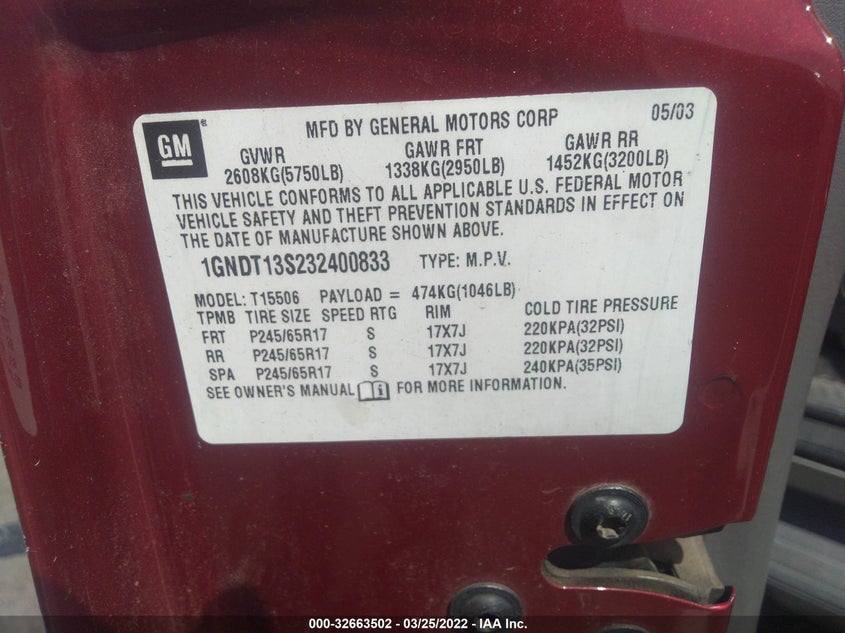 GM
MFD BY GENERAL MOTORS CORP 05/03
GVWR GAWR FRT GAWR RR
2608KG(5750LB) 1338KG(2950LB) 1452KG(3200LB)
THIS VEHICLE CONFORMS TO ALL APPLICABLE U.S. FEDERAL MOTOR
VEHICLE SAFETY AND THEFT PREVENTION STANDARDS IN EFFECT ON
THE DATE OF MANUFACTURE SHOWN ABOVE.
1GNDT13S232400833 TYPE: M.P.V.
MODEL: T15506 PAYLOAD = 474KG(1046LB)
TPMB TIRE SIZE SPEED RTG RIM COLD TIRE PRESSURE
FRT P245/65R17 S 17X7J 220KPA(32PSI)
RR P245/65R17 S 17X7J 220KPA(32PSI)
SPA P245/65R17 S 17X7J 240KPA(35PSI)
SEE OWNER'S MANUAL FOR MORE INFORMATION.
000-32663502 - 03/25/2022 - IAA Inc.